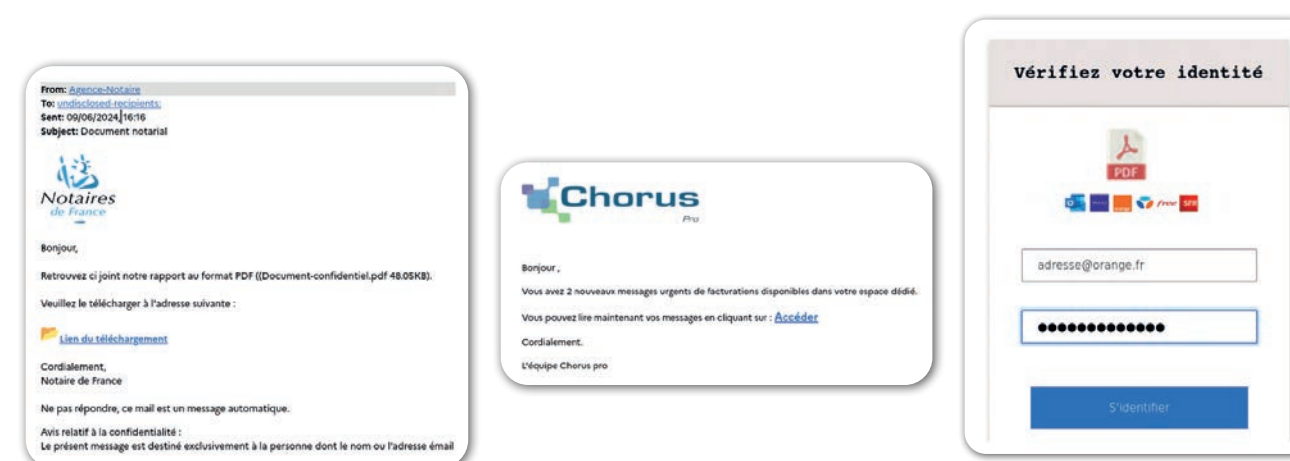 From: Agence-Notaire
To: undisclosed-recipients:
Sent: 09/06/2024, 16:16
Subject: Document notarial
Notaires
de France
Bonjour,
Retrouvez ci joint notre rapport au format PDF ((Document-confidentiel.pdf 48.05KB).
Veuillez le télécharger à l'adresse suivante :
Lien du téléchargement
Cordialement,
Notaire de France
Ne pas répondre, ce mail est un message automatique.
Avis relatif à la confidentialité :
Le présent message est destiné exclusivement à la personne dont le nom ou l'adresse émail
Chorus
Pro
Bonjour ,
Vous avez 2 nouveaux messages urgents de facturations disponibles dans votre espace dédié.
Vous pouvez lire maintenant vos messages en cliquant sur : Accéder
Cordialement.
L'équipe Chorus pro
Vérifiez votre identité
PDF
orange free SFR
adresse@orange.fr
S'identifier